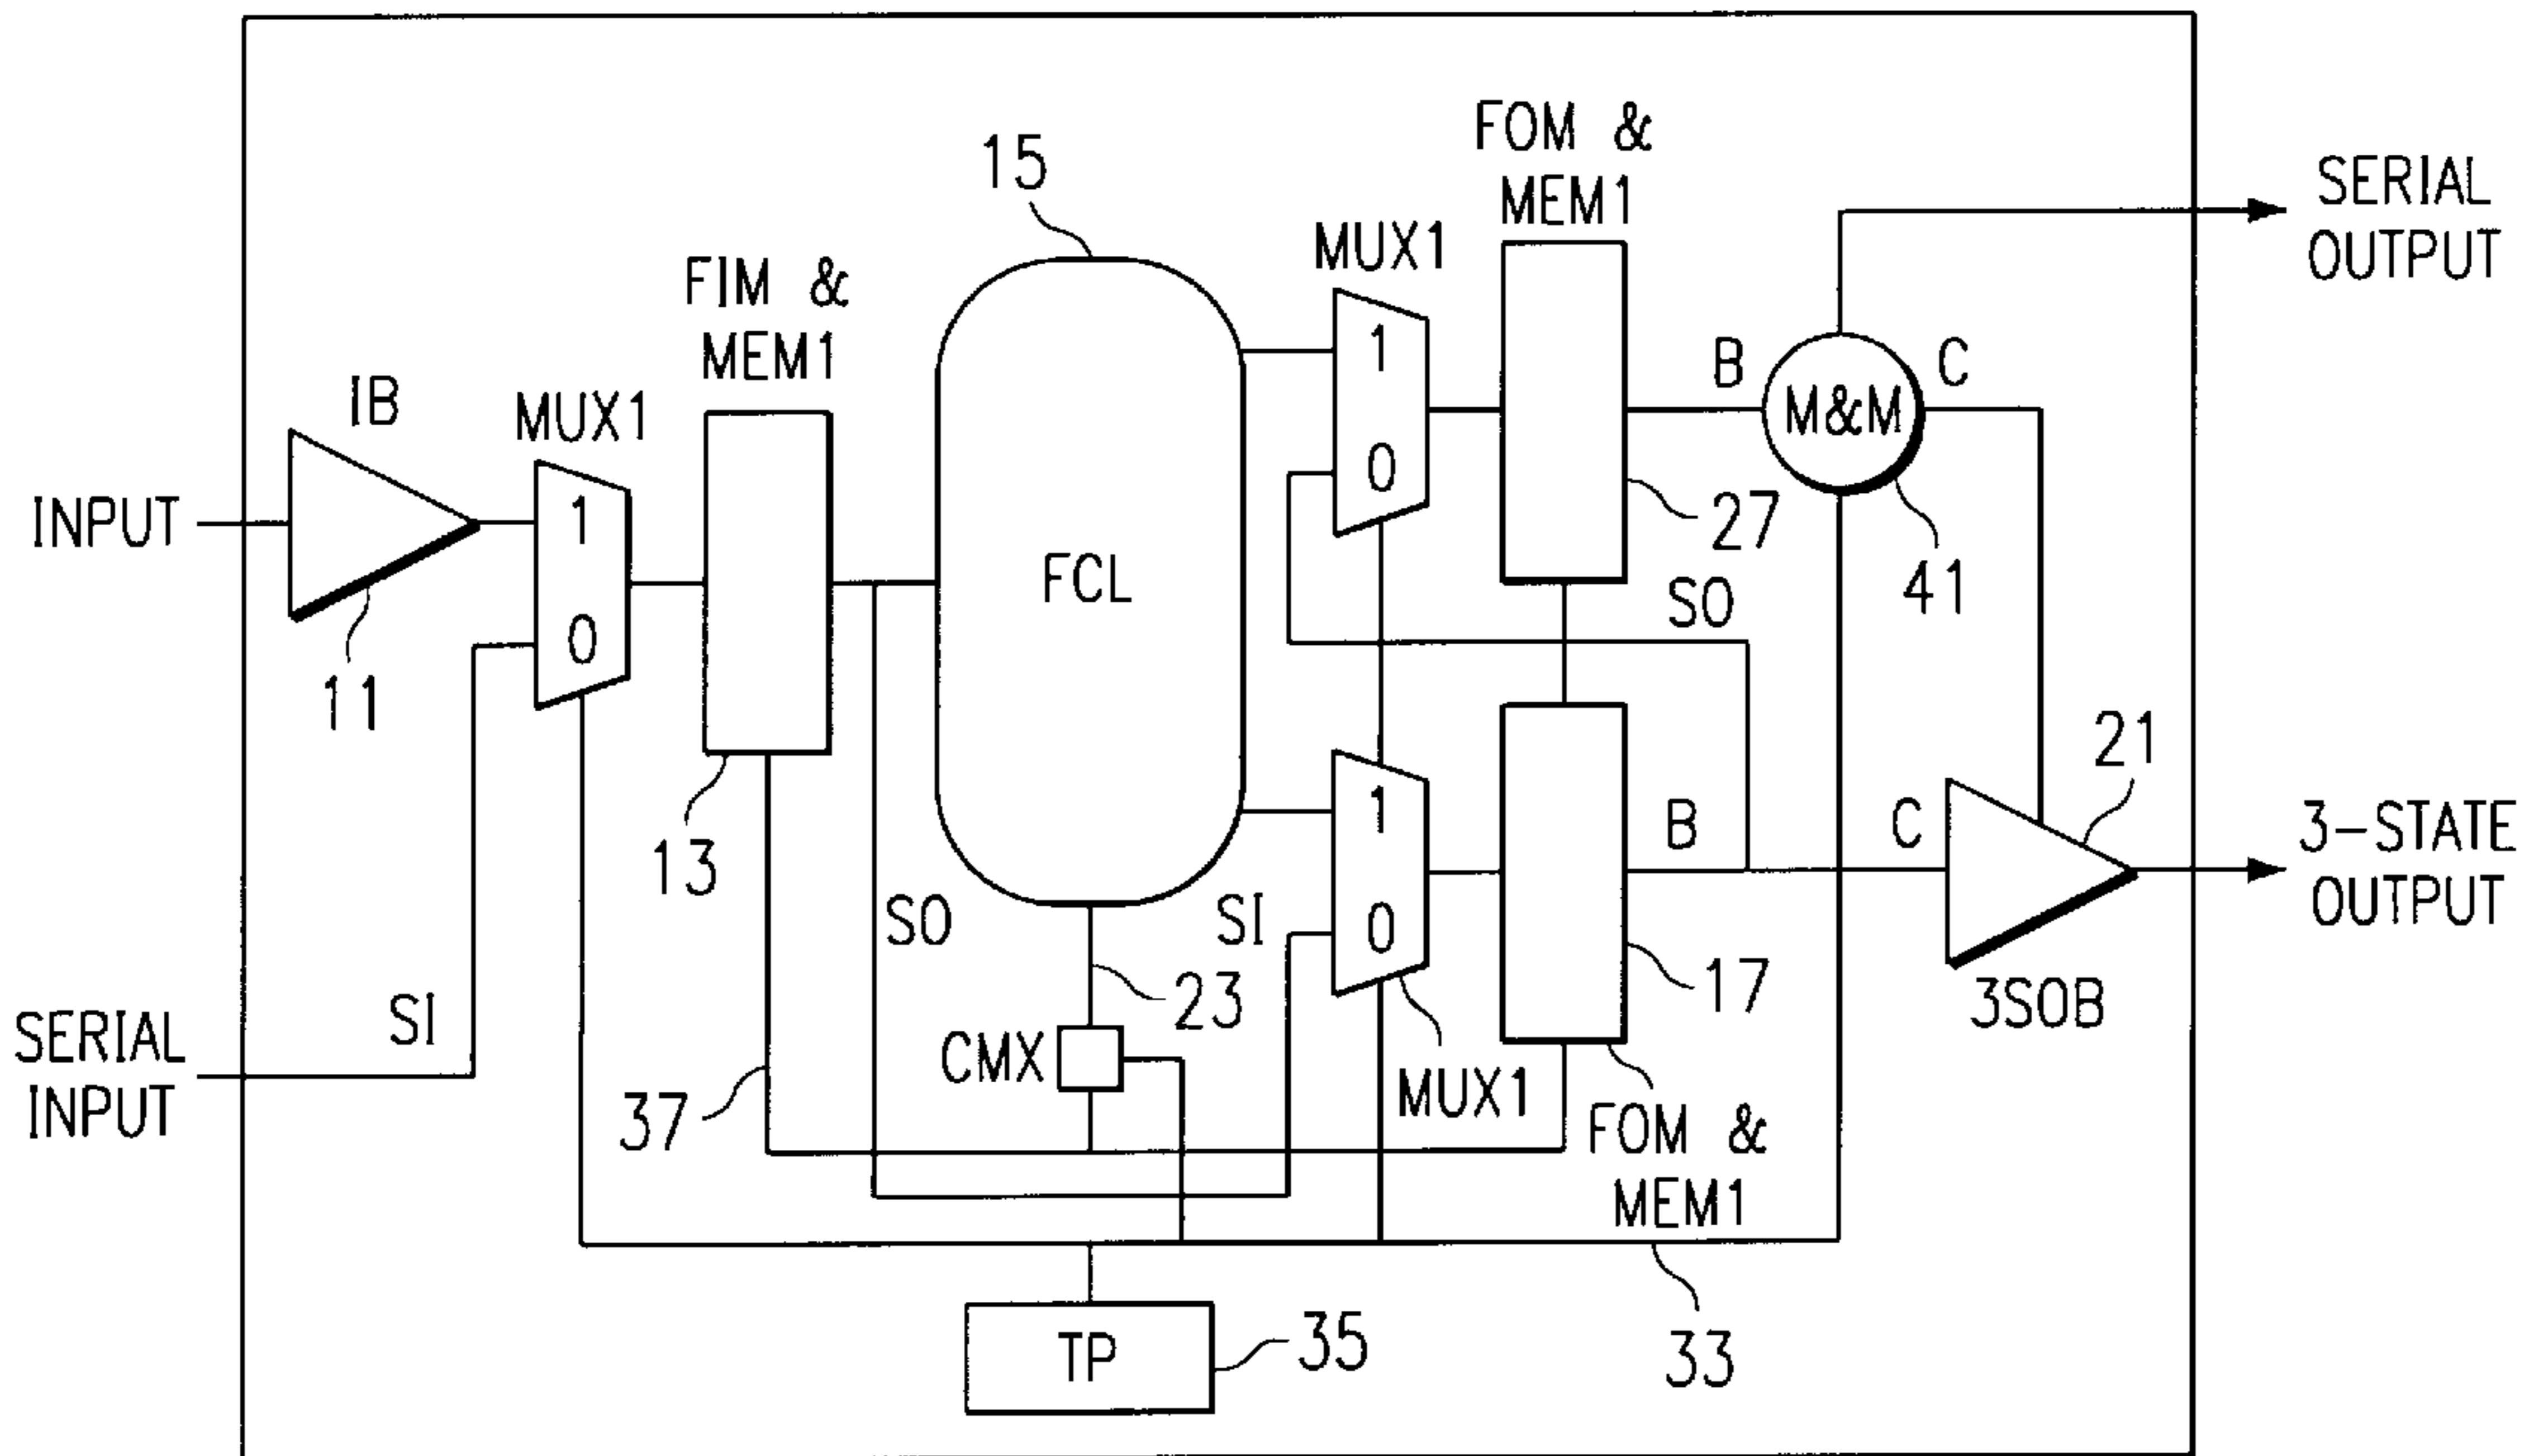 15
FOM &
MEM1
SERIAL
OUTPUT
MUX1
FIM &
MEM1
1
0
B
M&M
C
IB
MUX1
1
0
INPUT
27
41
FCL
SO
11
13
21
1
0
B
C
3-STATE
OUTPUT
SO
SI
23
17
3SOB
SI
SERIAL
INPUT
CMX
37
MUX1
FOM &
MEM1
TP
35
33